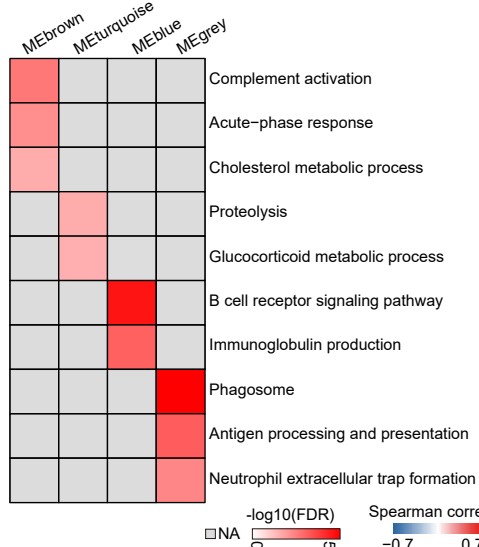 MEbrown
MEturquoise
MEblue
MEgrey
Complement activation
Acute−phase response
Cholesterol metabolic process
Proteolysis
Glucocorticoid metabolic process
B cell receptor signaling pathway
Immunoglobulin production
Phagosome
Antigen processing and presentation
Neutrophil extracellular trap formation
-log10(FDR)
Spearman corre
NA
0
5
−0.7
0.7